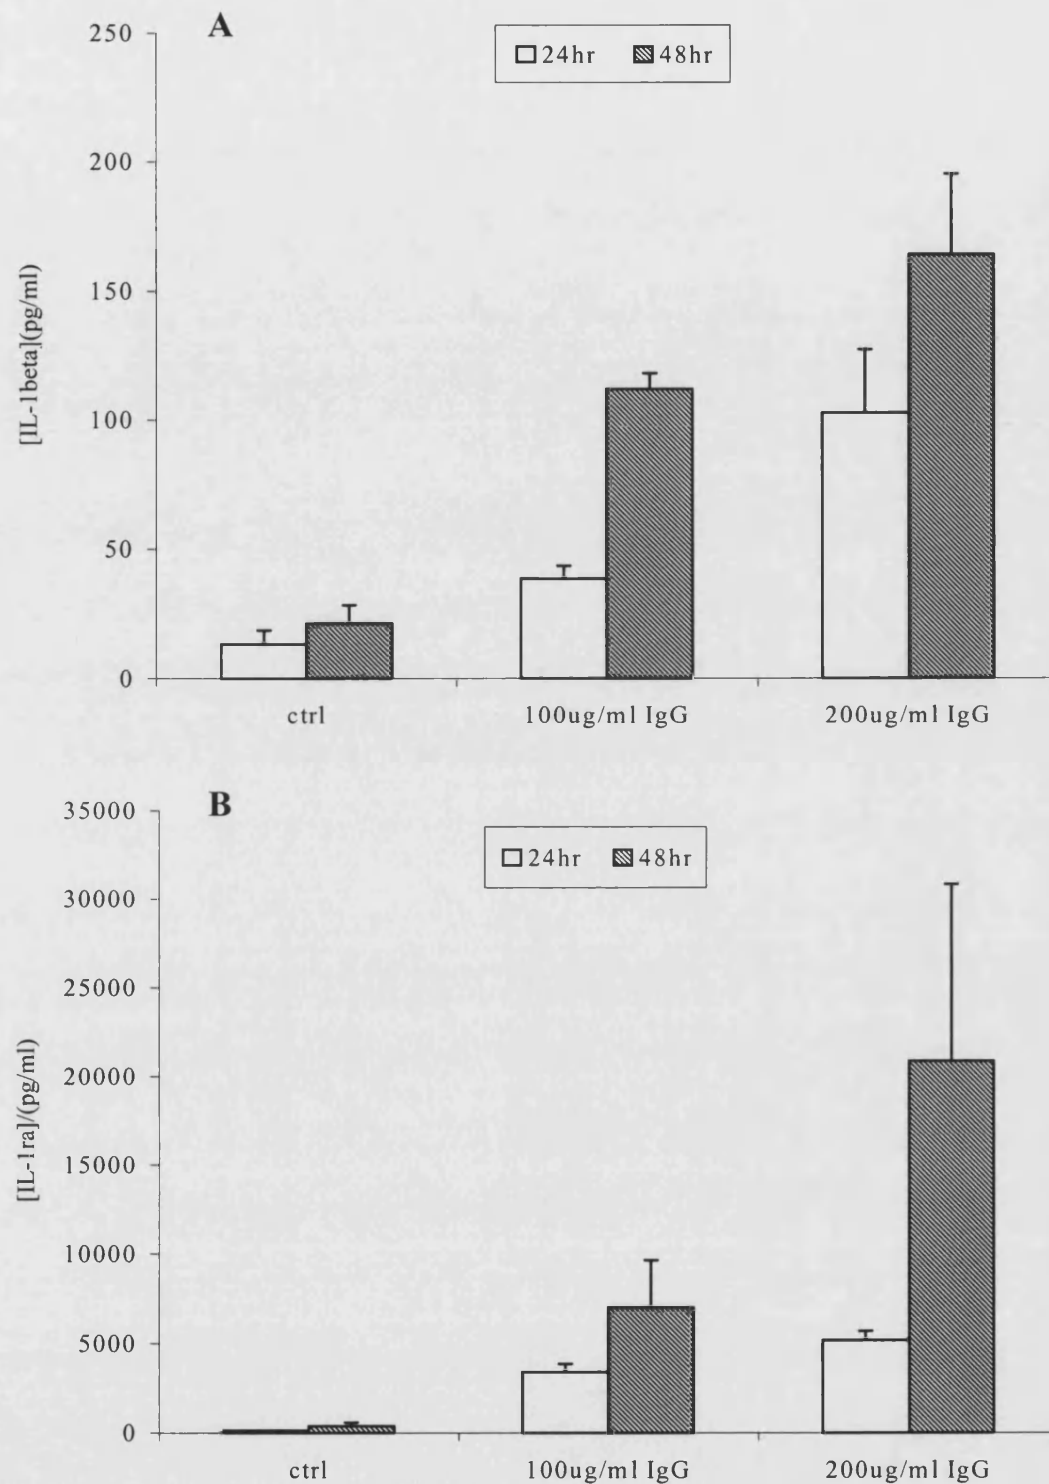 A
24hr 48hr
250
200
150
100
50
0
[IL-1beta](pg/ml)
ctrl 100ug/ml IgG 200ug/ml IgG
B
24hr 48hr
35000
30000
25000
20000
15000
10000
5000
0
[IL-1ra]/(pg/ml)
ctrl 100ug/ml IgG 200ug/ml IgG